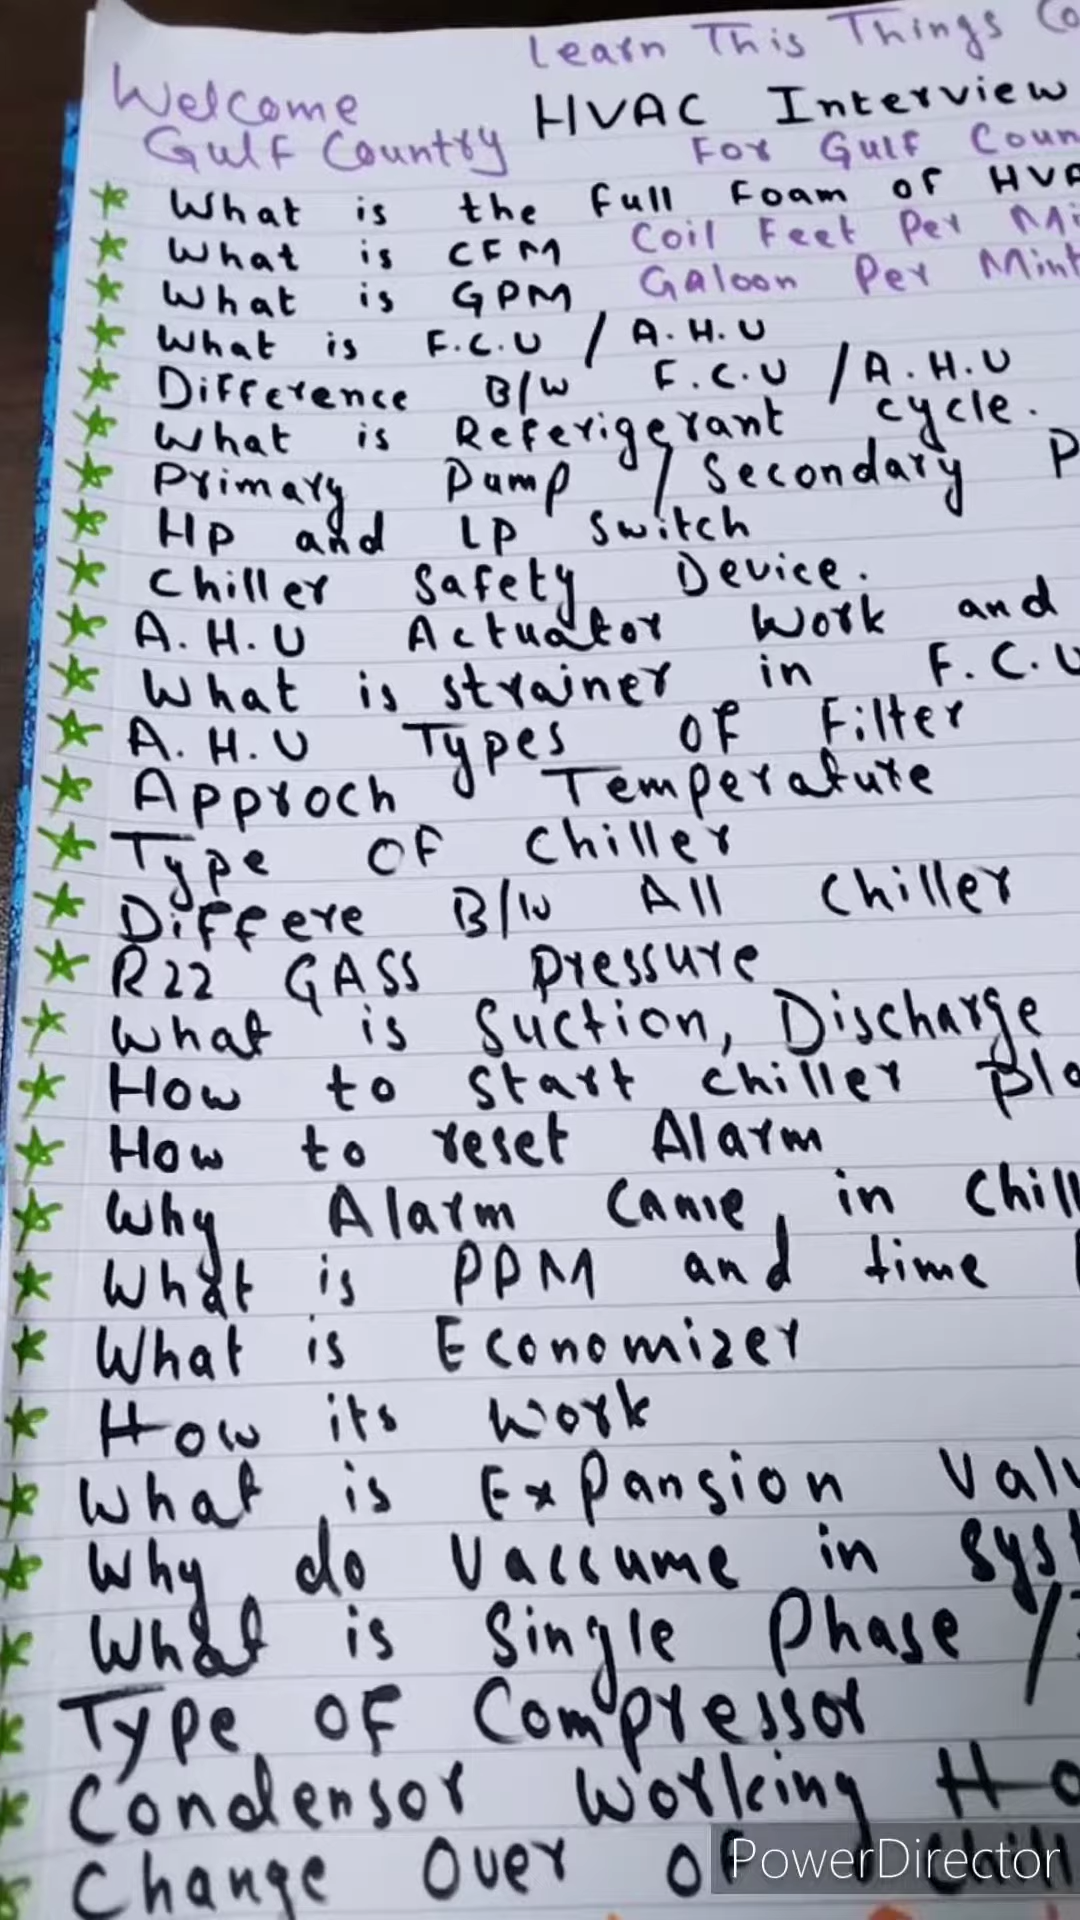 Learn This Things
Welcome
HVAC Interview
Gulf Country
For Gulf
What is the full Foam of
What is CFM Coil Feet Per
What is GPM Galoon Per
What is F.C.U / A.H.U
Difference B/W F.C.U / A.H.U
What is Referigerant cycle.
Primary Pump / Secondary
HP and LP Switch
Chiller Safety Device.
A.H.U Actuator Work and
What is strainer in
A.H.U Types of Filter
Approch Temperature
Type OF Chiller
Differe B/W All Chiller
R22 GASS Pressure
What is Suction, Discharge
How to start chiller
How to reset Alarm
Why Alarm Came in
What is PPM and time
What is Economizer
How its work
What is Expansion
Why do Vaccume in
What is Single Phase /
Type OF Compressor
Condensor Working
Change Over OF
PowerDirector